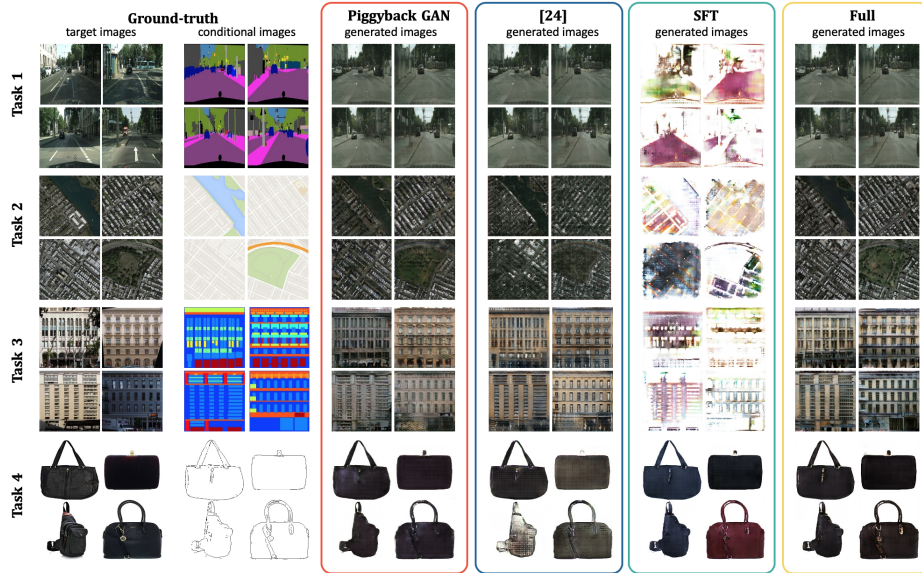 Ground-truth
target images
conditional images
Piggyback GAN
generated images
[24]
generated images
SFT
generated images
Full
generated images
Task 1
Task 2
Task 3
Task 4